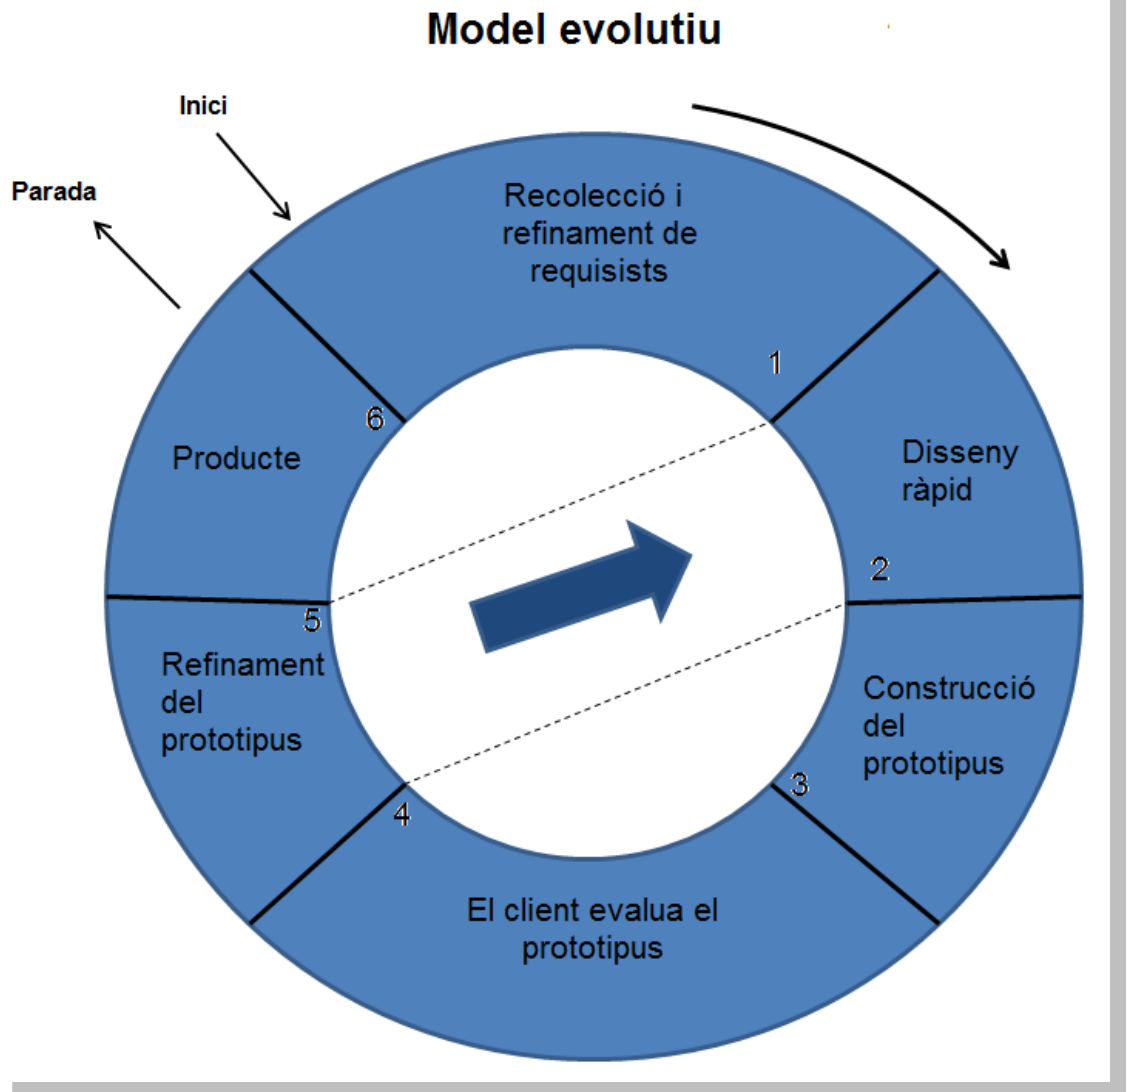 Model evolutiu
Inici
Parada
Recolecció i
refinament de
requisists
1
Disseny
ràpid
2
Construcció
del
prototipus
3
El client evalua el
prototipus
4
Refinament
del
prototipus
5
Producte
6